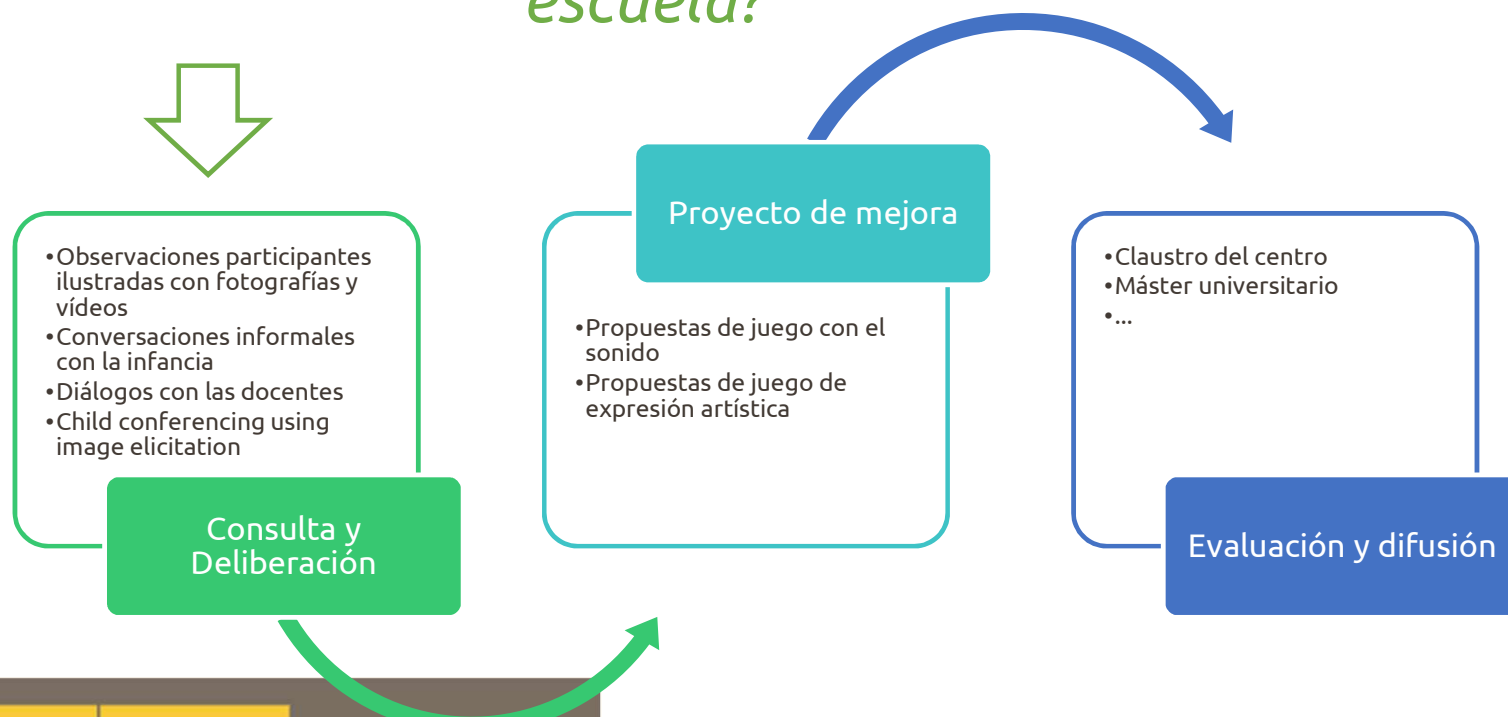 escuela?
•Observaciones participantes
ilustradas con fotografías y
vídeos
•Conversaciones informales
con la infancia
•Diálogos con las docentes
•Child conferencing using
image elicitation
Consulta y
Deliberación
Proyecto de mejora
•Propuestas de juego con el
sonido
•Propuestas de juego de
expresión artística
•Claustro del centro
•Máster universitario
•...
Evaluación y difusión